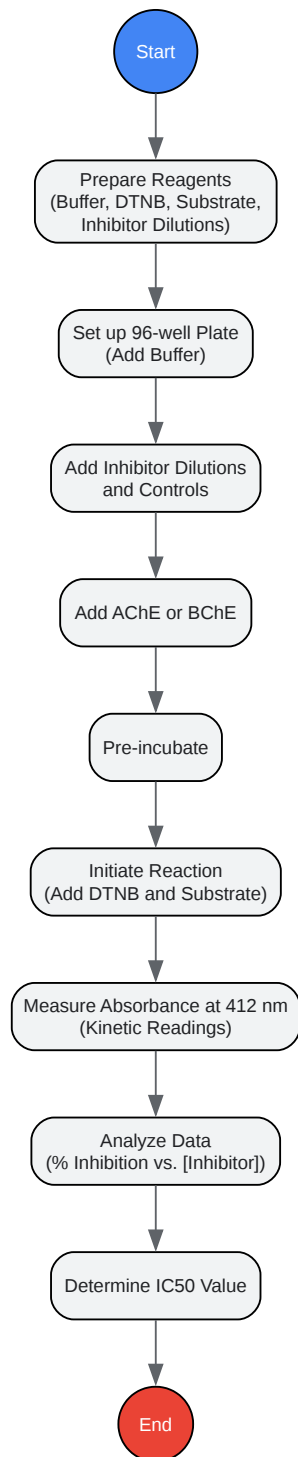 Start
Prepare Reagents
(Buffer, DTNB, Substrate,
Inhibitor Dilutions)
Set up 96-well Plate
(Add Buffer)
Add Inhibitor Dilutions
and Controls
Add AChE or BChE
Pre-incubate
Initiate Reaction
(Add DTNB and Substrate)
Measure Absorbance at 412 nm
(Kinetic Readings)
Analyze Data
(% Inhibition vs. [Inhibitor])
Determine IC50 Value
End